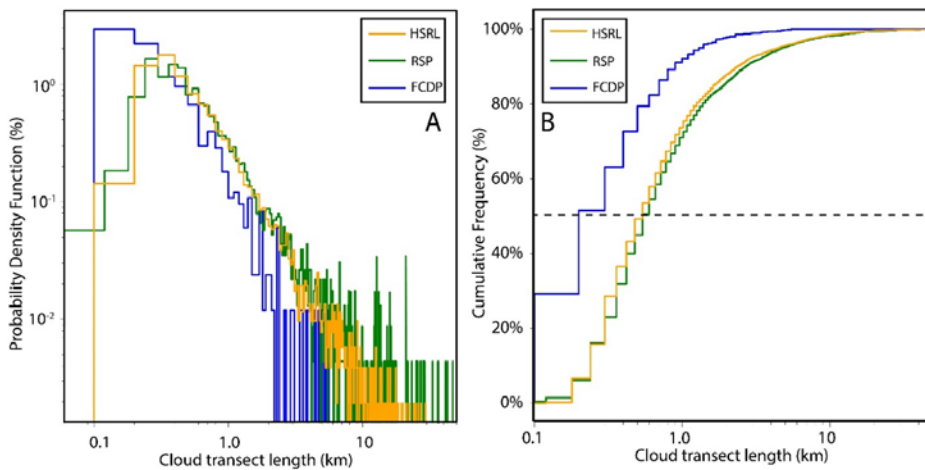 HSRL
RSP
FCDP
A
Probability Density Function (%)
10⁰
10⁻¹
10⁻²
0.1
1.0
10
Cloud transect length (km)
HSRL
RSP
FCDP
B
Cumulative Frequency (%)
100%
80%
60%
40%
20%
0%
0.1
1.0
10
Cloud transect length (km)